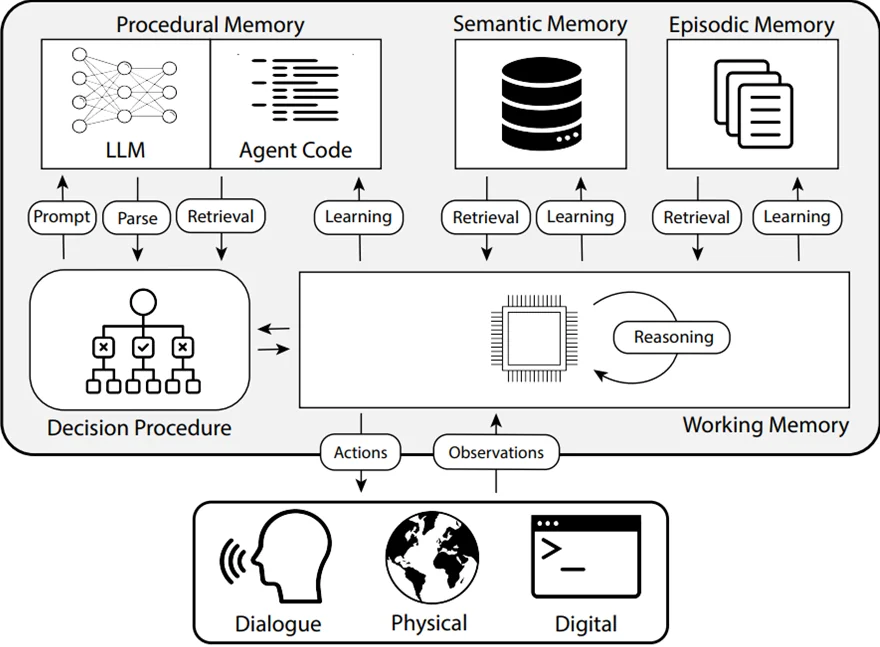 Procedural Memory
Semantic Memory
Episodic Memory
LLM
Agent Code
Prompt
Parse
Retrieval
Learning
Retrieval
Learning
Retrieval
Learning
Reasoning
Decision Procedure
Working Memory
Actions
Observations
Dialogue
Physical
Digital